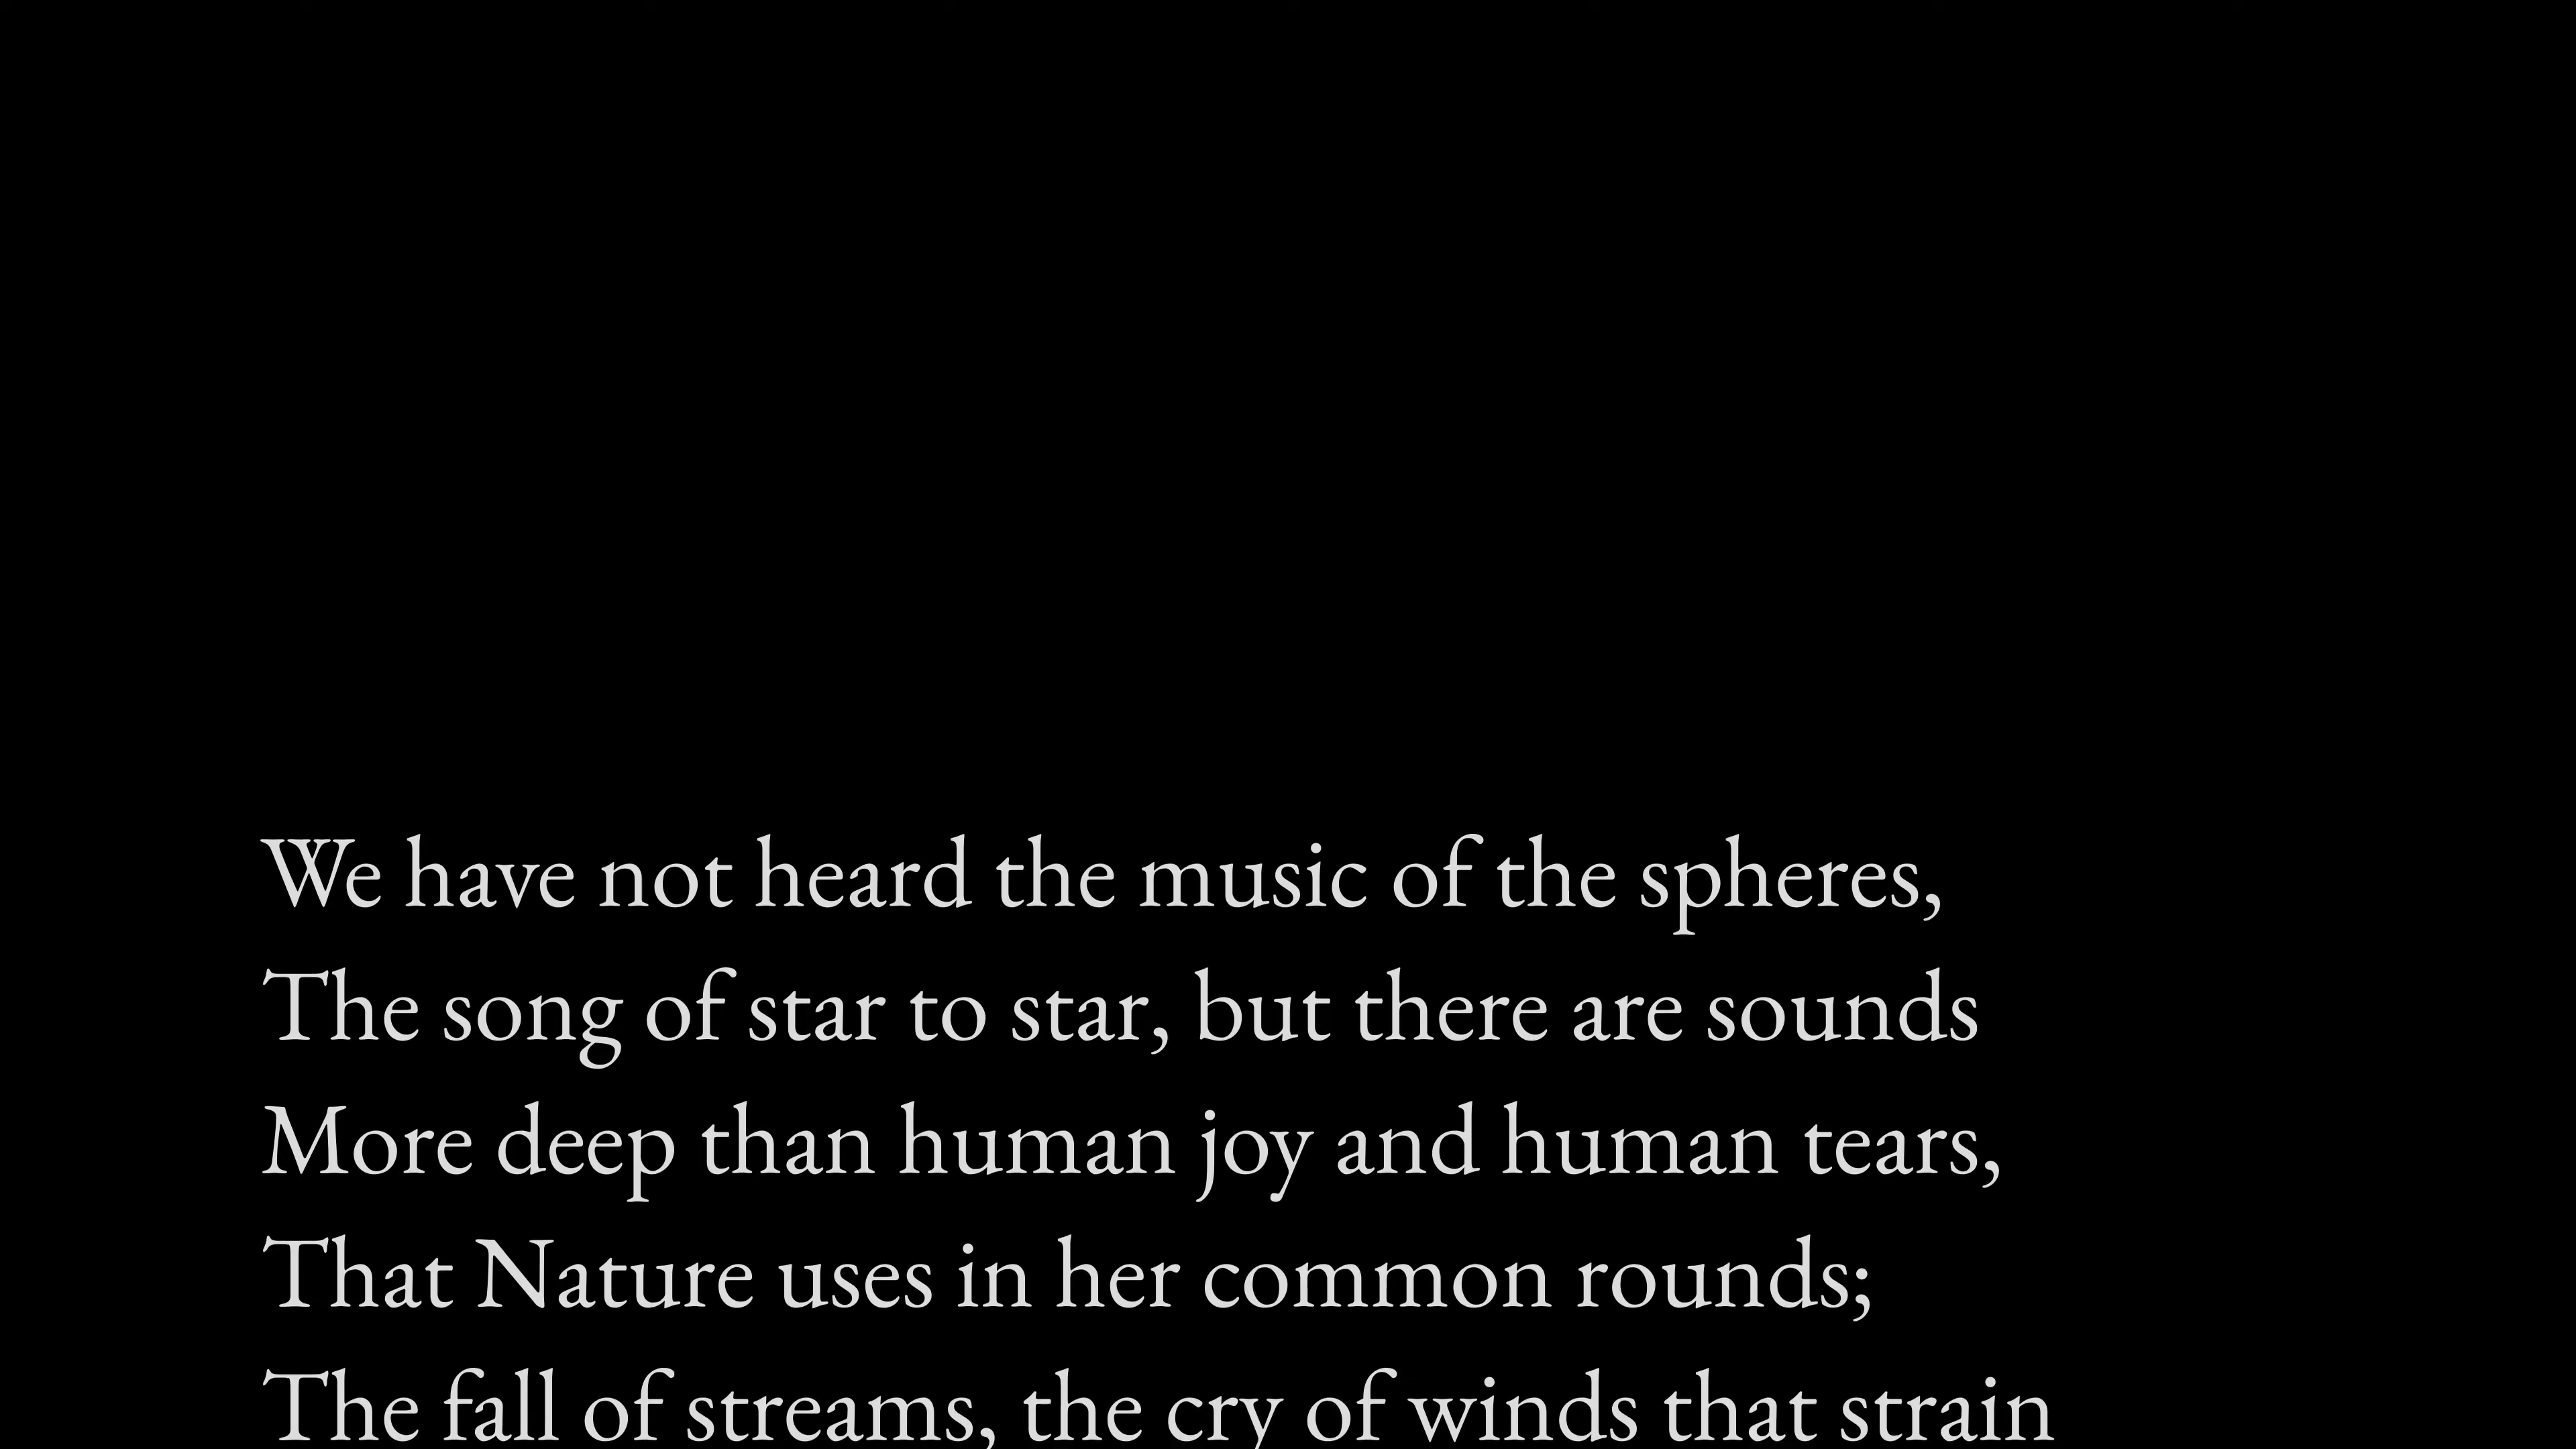 We have not heard the music of the spheres,
The song of star to star, but there are sounds
More deep than human joy and human tears,
That Nature uses in her common rounds;
The fall of streams, the cry of winds that strain